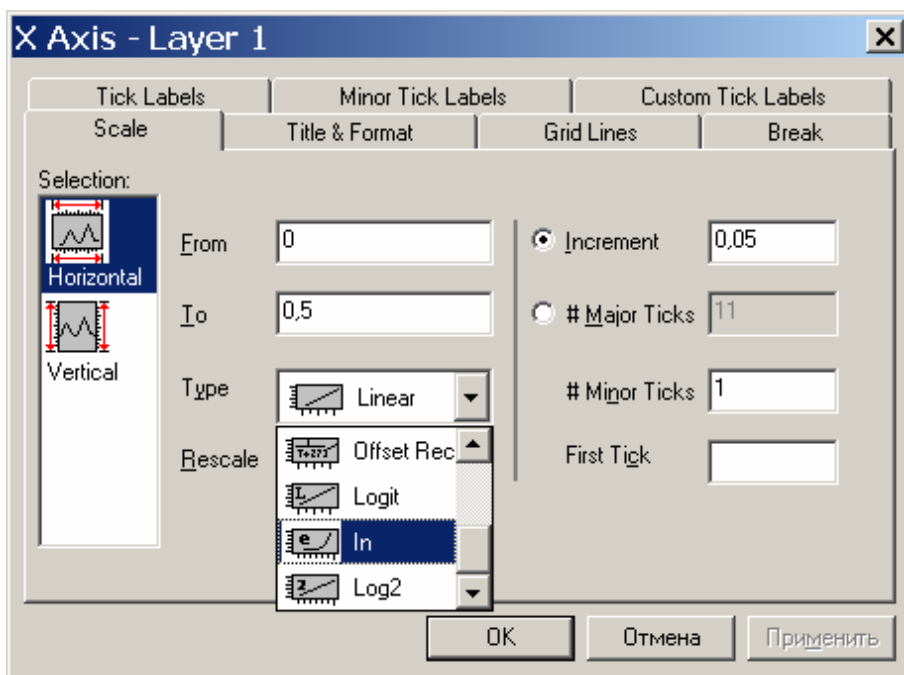 X Axis - Layer 1
Tick Labels Minor Tick Labels Custom Tick Labels
Scale Title & Format Grid Lines Break
Selection:
Horizontal
Vertical
From 0
To 0,5
Type Linear
Rescale
Offset Rec
Logit
ln
Log2
Increment 0,05
# Major Ticks 11
# Minor Ticks 1
First Tick
OK Отмена Применить